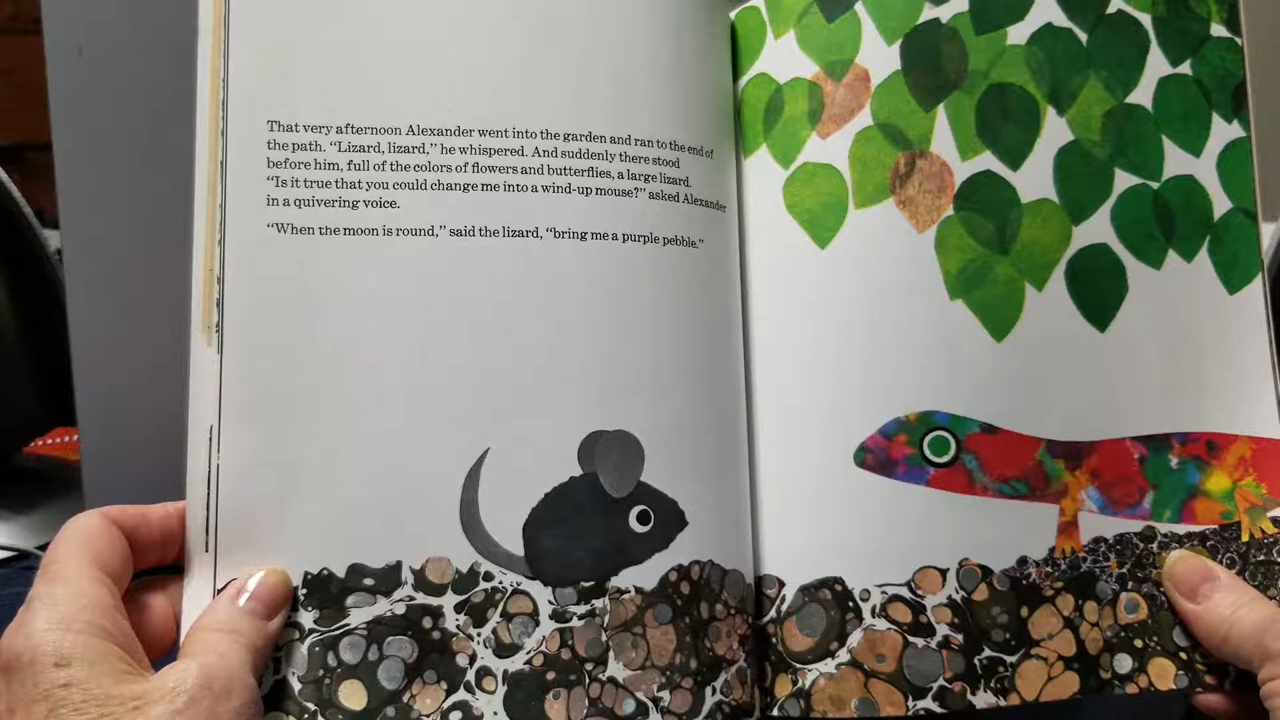 That very afternoon Alexander went into the garden and ran to the end of
the path. “Lizard, lizard,” he whispered. And suddenly there stood
before him, full of the colors of flowers and butterflies, a large lizard.
“Is it true that you could change me into a wind-up mouse?” asked Alexander
in a quivering voice.
“When the moon is round,” said the lizard, “bring me a purple pebble.”